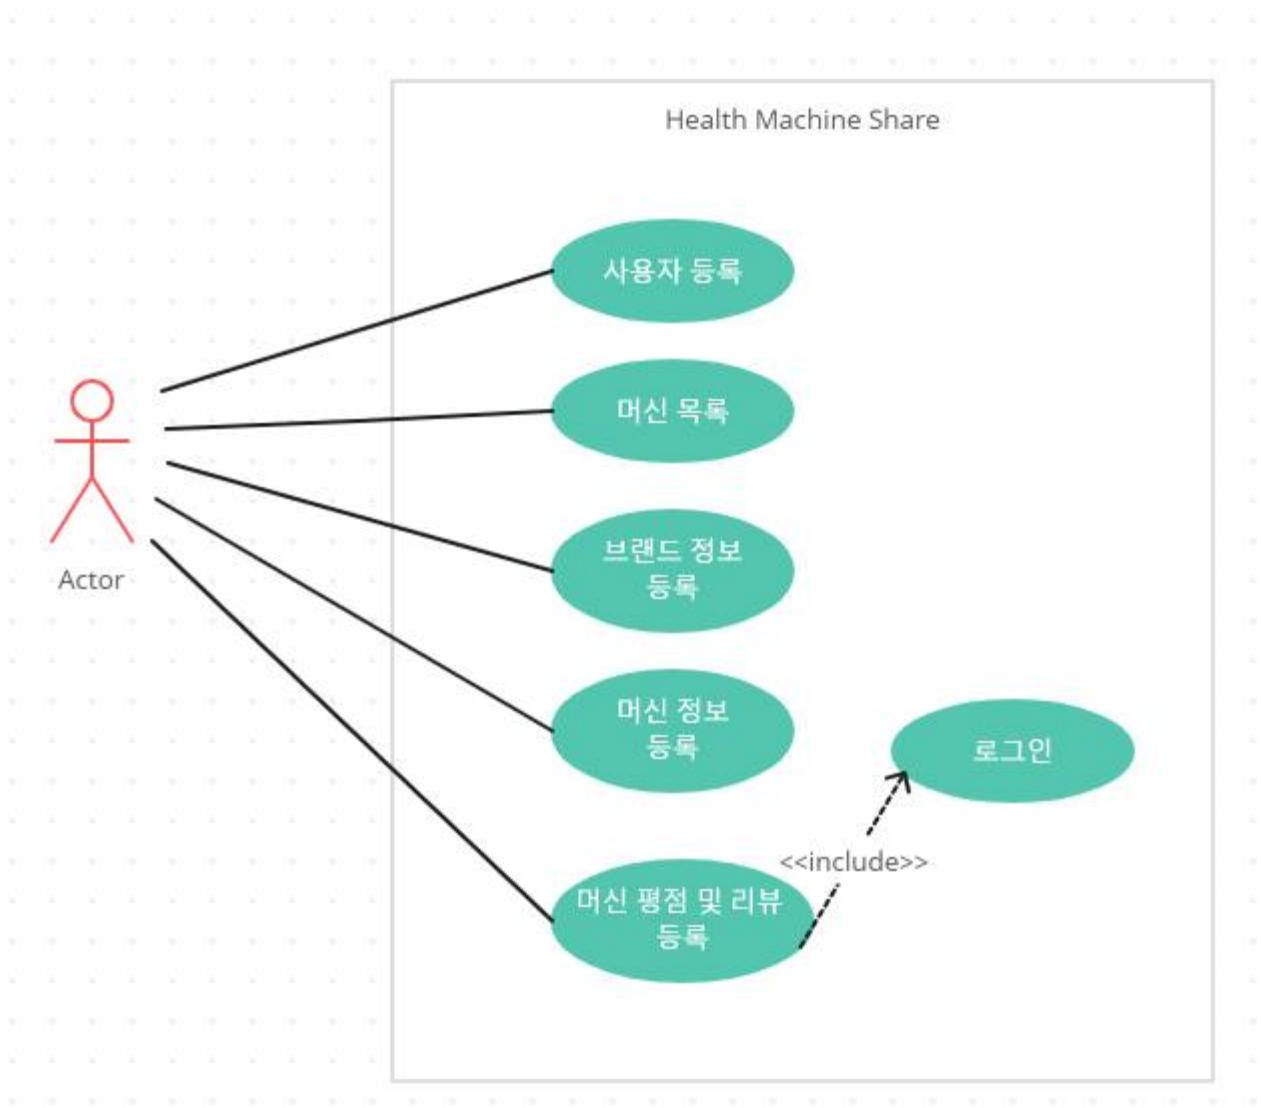 Health Machine Share
사용자 등록
머신 목록
브랜드 정보
등록
Actor
머신 정보
등록
로그인
<<include>>
머신 평점 및 리뷰
등록